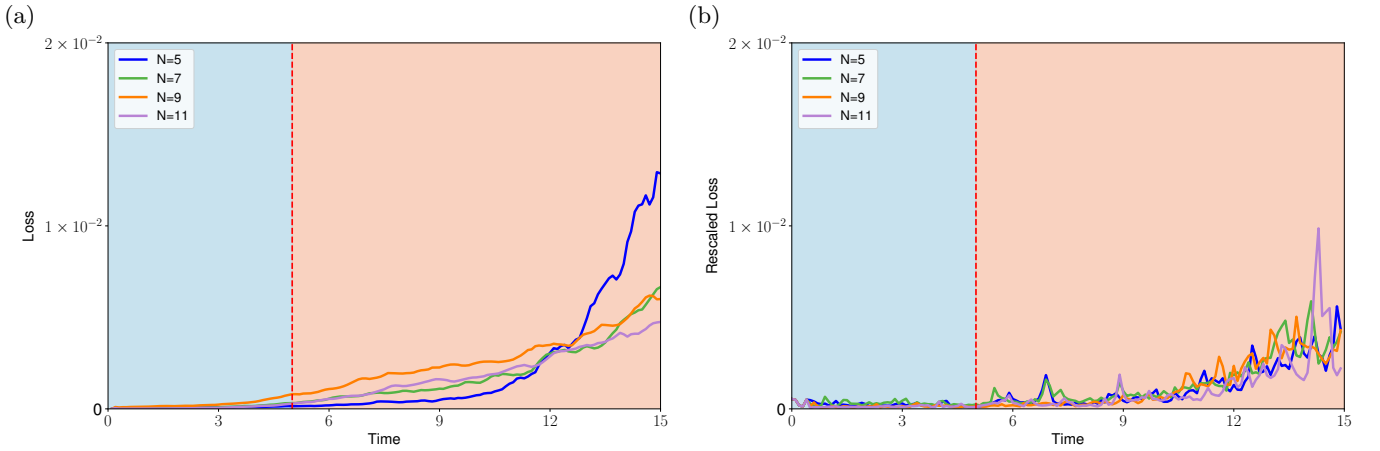 (a)
2 × 10⁻²
N=5
N=7
N=9
N=11
Loss
1 × 10⁻²
0
0 3 6 9 12 15
Time
(b)
2 × 10⁻²
N=5
N=7
N=9
N=11
Rescaled Loss
1 × 10⁻²
0
0 3 6 9 12 15
Time